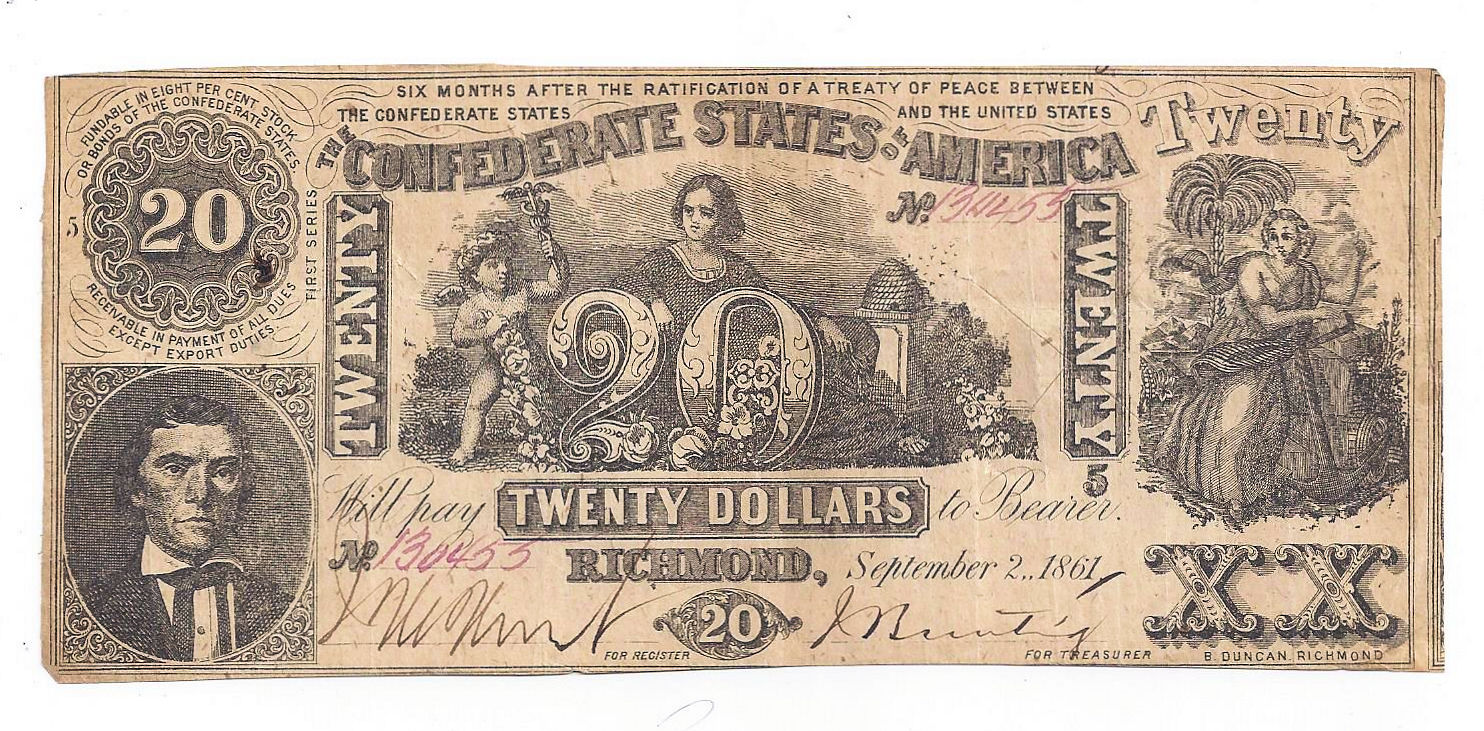 SIX MONTHS AFTER THE RATIFICATION OF A TREATY OF PEACE BETWEEN
THE CONFEDERATE STATES AND THE UNITED STATES
THE CONFEDERATE STATES OF AMERICA
Twenty
FUNDABLE IN EIGHT PER CENT STOCK
OR BONDS OF THE CONFEDERATE STATES.
20
5
RECEIVABLE IN PAYMENT OF ALL DUES
EXCEPT EXPORT DUTIES.
FIRST SERIES
TWENTY
20
No. 130455
TWENTY
5
Will pay TWENTY DOLLARS to Bearer.
No. 130455 RICHMOND, September 2, 1861
20
FOR REGISTER
FOR TREASURER
XX
B. DUNCAN. RICHMOND